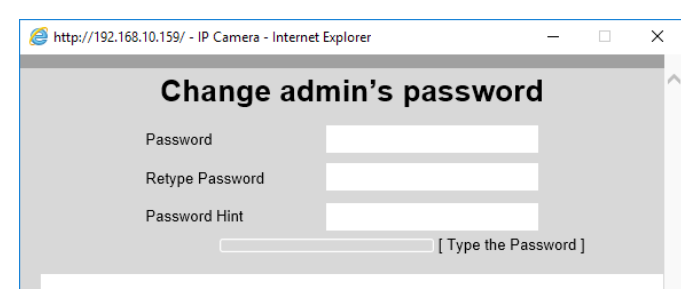 http://192.168.10.159/ - IP Camera - Internet Explorer
Change admin's password
Password
Retype Password
Password Hint
[ Type the Password ]